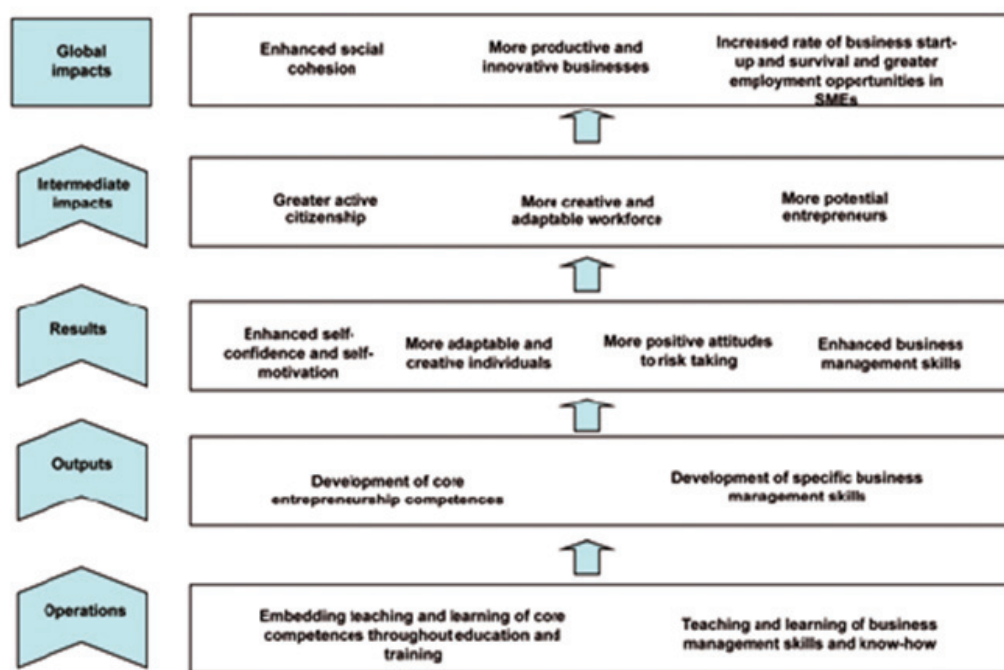 Global
impacts
Enhanced social
cohesion
More productive and
innovative businesses
Increased rate of business start-
up and survival and greater
employment opportunities in
SMEs
Intermediate
impacts
Greater active
citizenship
More creative and
adaptable workforce
More potential
entrepreneurs
Results
Enhanced self-
confidence and self-
motivation
More adaptable and
creative individuals
More positive attitudes
to risk taking
Enhanced business
management skills
Outputs
Development of core
entrepreneurship competences
Development of specific business
management skills
Operations
Embedding teaching and learning of core
competences throughout education and
training
Teaching and learning of business
management skills and know-how